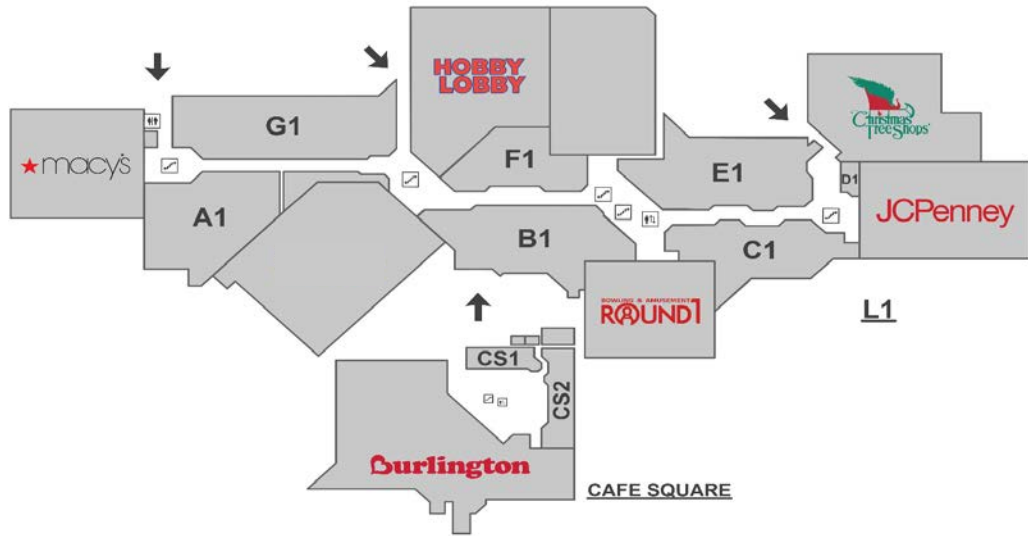 HOBBY
LOBBY
G1
macy's
Christmas
Tree Shops
F1
E1
D1
A1
JCPenney
B1
C1
BOWLING & AMUSEMENT
ROUND1
L1
CS1
CS2
Burlington
CAFE SQUARE